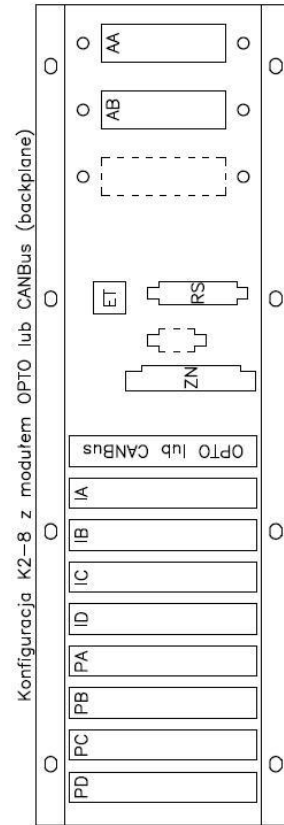 Konfiguracja K2-8 z modułem OPTO lub CANBus (backplane)
AA
AB
ET
RS
ZN
OPTO lub CANBus
IA
IB
IC
ID
PA
PB
PC
PD